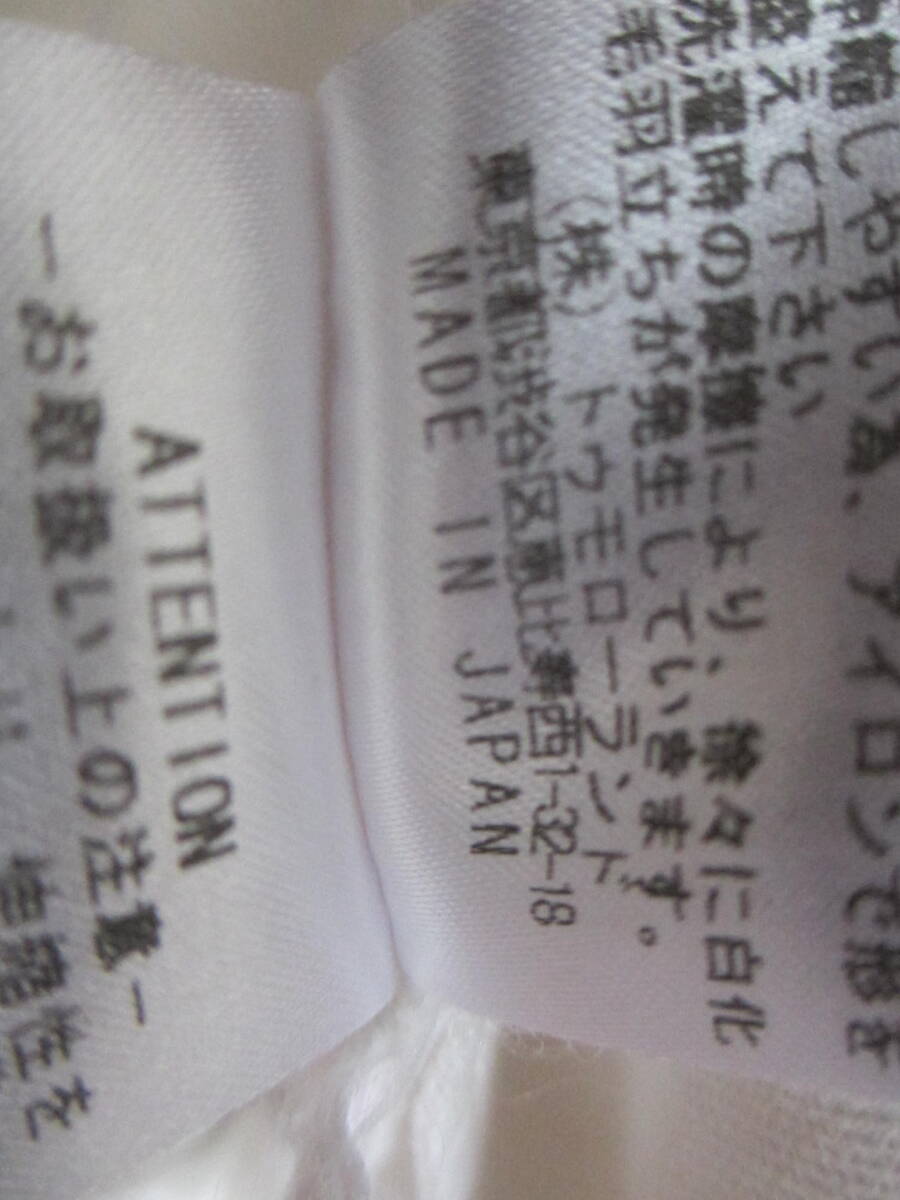 伸縮しやすい為、アイロンで形を
整えて下さい
洗濯時の摩擦により、徐々に白化
毛羽立ちが発生していきます。
(株) トゥモローランド
東京都渋谷区恵比寿西1-32-18
MADE IN JAPAN
ATTENTION
-お取扱い上の注意-